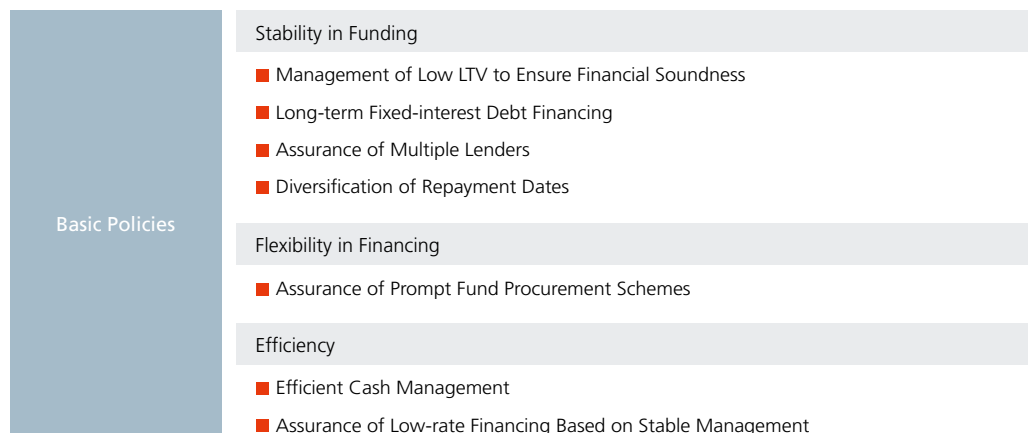 Basic Policies
Stability in Funding
Management of Low LTV to Ensure Financial Soundness
Long-term Fixed-interest Debt Financing
Assurance of Multiple Lenders
Diversification of Repayment Dates
Flexibility in Financing
Assurance of Prompt Fund Procurement Schemes
Efficiency
Efficient Cash Management
Assurance of Low-rate Financing Based on Stable Management